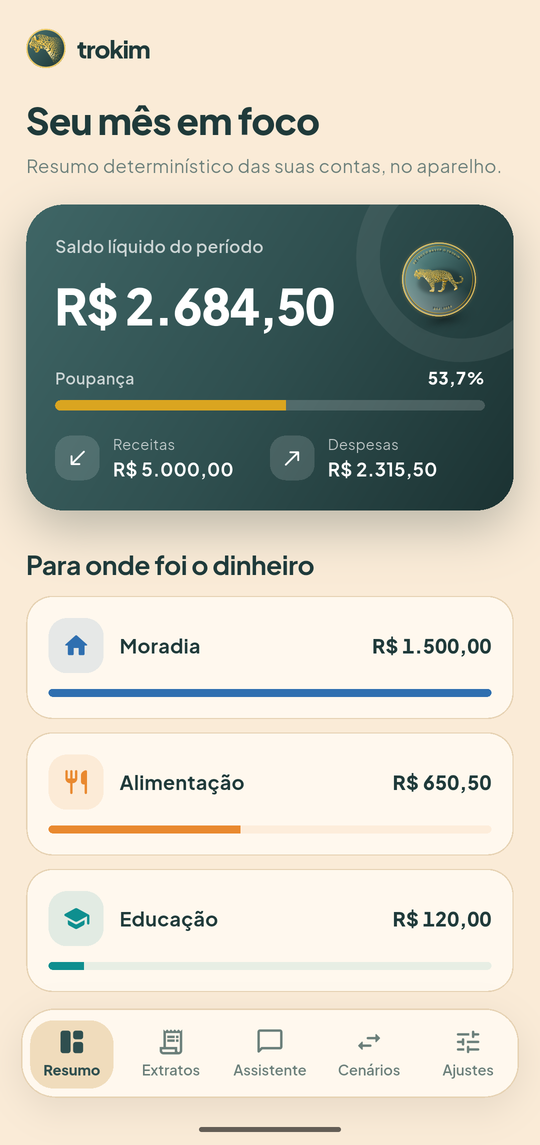 trokim
Seu mês em foco
Resumo determinístico das suas contas, no aparelho.
Saldo líquido do período
R$ 2.684,50
Poupança 53,7%
Receitas Despesas
R$ 5.000,00 R$ 2.315,50
Para onde foi o dinheiro
Moradia R$ 1.500,00
Alimentação R$ 650,50
Educação R$ 120,00
Resumo Extratos Assistente Cenários Ajustes